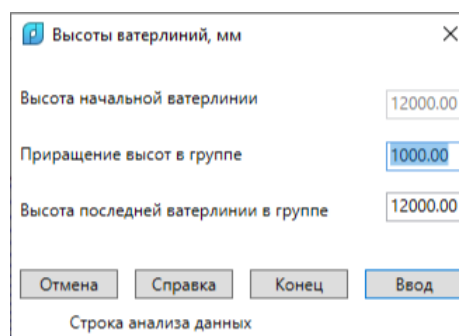 Высоты ватерлиний, мм
Высота начальной ватерлинии 12000.00
Приращение высот в группе 1000.00
Высота последней ватерлинии в группе 12000.00
Отмена Справка Конец Ввод
Строка анализа данных